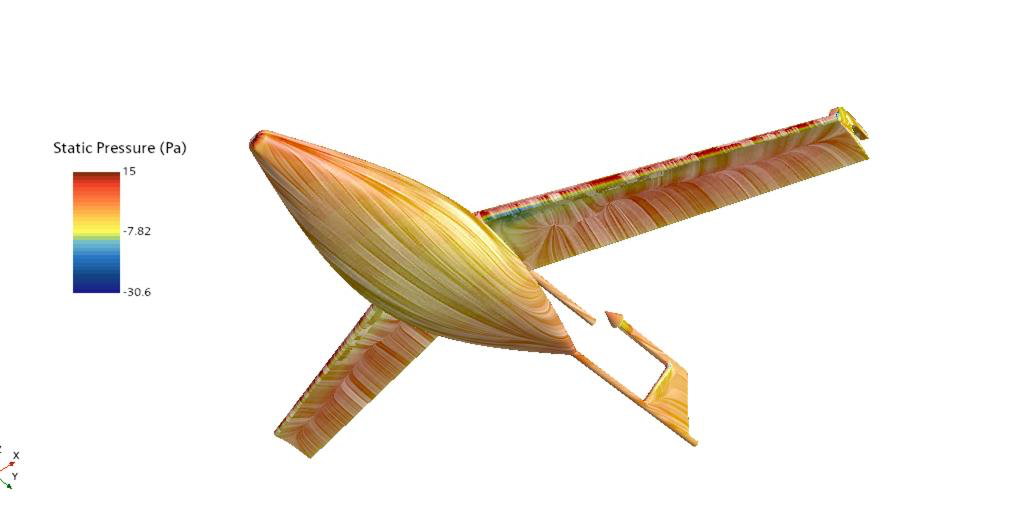 Static Pressure (Pa)
15
-7.82
-30.6
X
Y